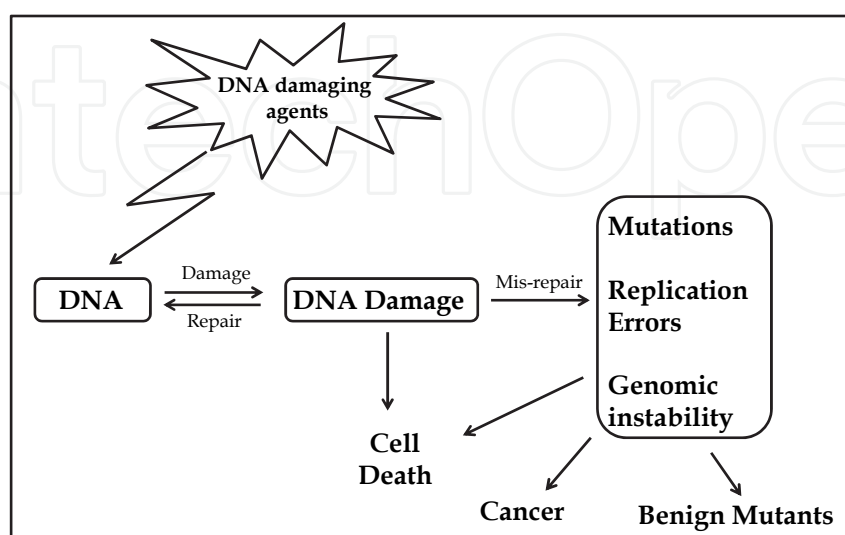 DNA damaging
agents
DNA
Damage
Repair
DNA Damage
Mis-repair
Mutations
Replication
Errors
Genomic
instability
Cell
Death
Cancer
Benign Mutants
ntechOpe